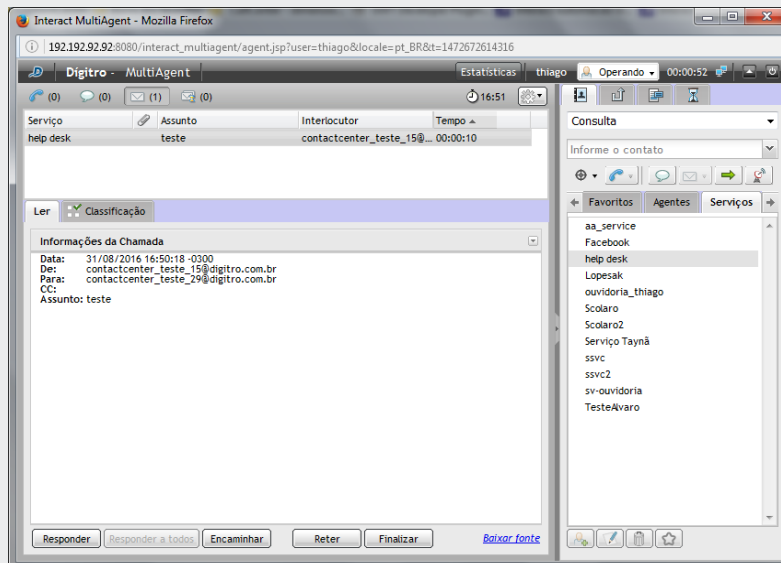 Interact MultiAgent - Mozilla Firefox
192.192.92.92:8080/interact_multiagent/agent.jsp?user=thiago&locale=pt_BR&t=1472672614316
Dígitro - MultiAgent Estatísticas thiago Operando 00:00:52
(0) (0) (1) (0) 16:51
Serviço Assunto Interlocutor Tempo
help desk teste contactcenter_teste_15@... 00:00:10
Ler Classificação
Informações da Chamada
Data: 31/08/2016 16:50:18 -0300
De: contactcenter_teste_15@digitro.com.br
Para: contactcenter_teste_29@digitro.com.br
CC:
Assunto: teste
Responder Responder a todos Encaminhar Reter Finalizar Baixar fonte
Consulta
Informe o contato
Favoritos Agentes Serviços
aa_service
Facebook
help desk
Lopesak
ouvidoria_thiago
Scolaro
Scolaro2
Serviço Taynã
ssvc
ssvc2
sv-ouvidoria
TesteAlvaro